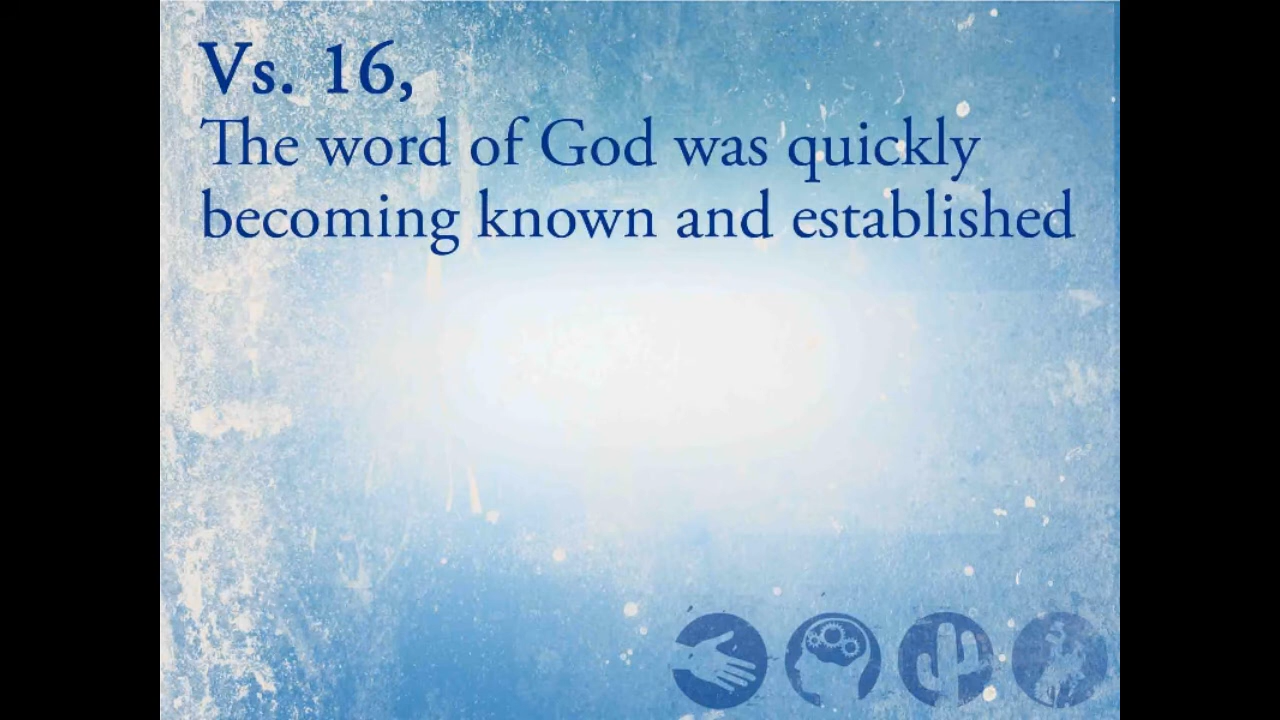 Vs. 16,
The word of God was quickly
becoming known and established